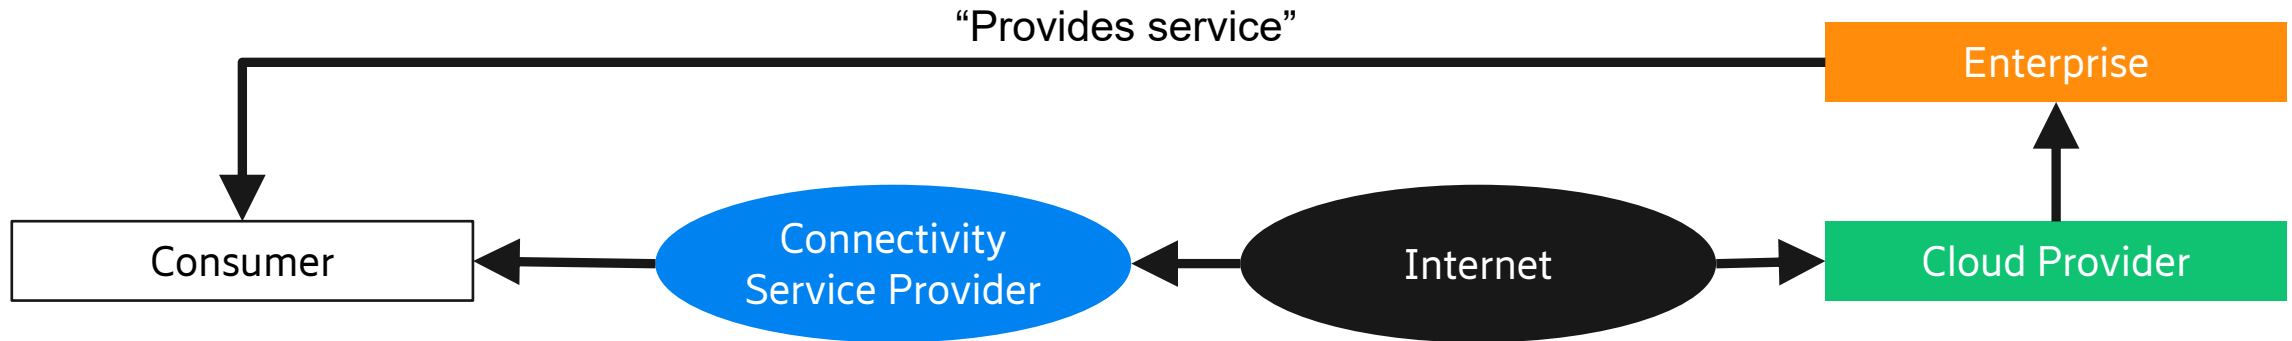 “Provides service”
Enterprise
Consumer
Connectivity
Service Provider
Internet
Cloud Provider